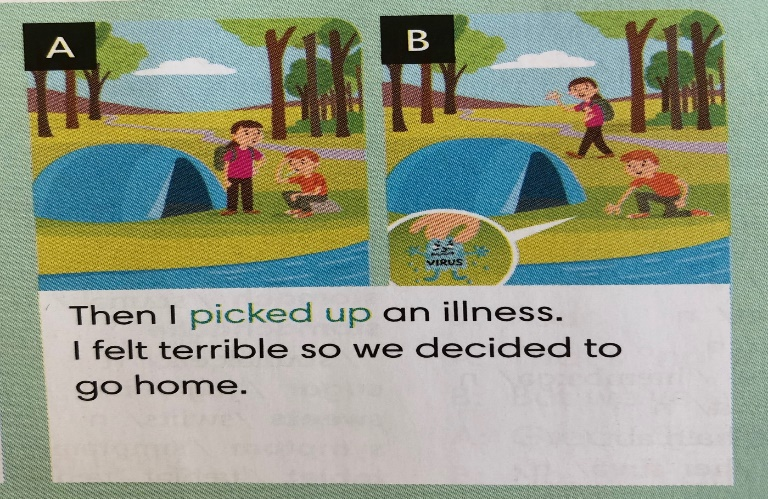 A
B
VIRUS
Then I picked up an illness.
I felt terrible so we decided to
go home.